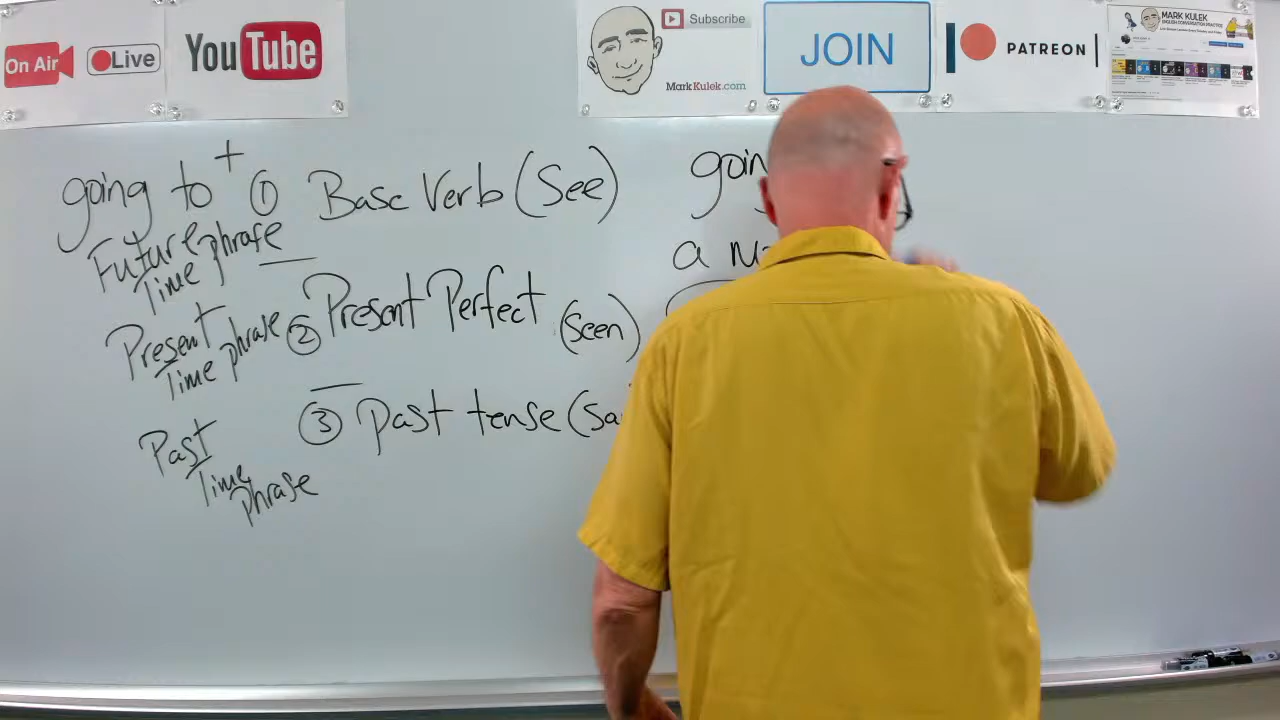 On Air
Live
YouTube
Subscribe
MarkKulek.com
JOIN
PATREON
MARK KULEK
going to + ① Base Verb (See)
Future phrase
Time
② Present Perfect (Seen)
Present
Time phrase
③ Past tense (Sa
Past
Time
phrase
goin
a